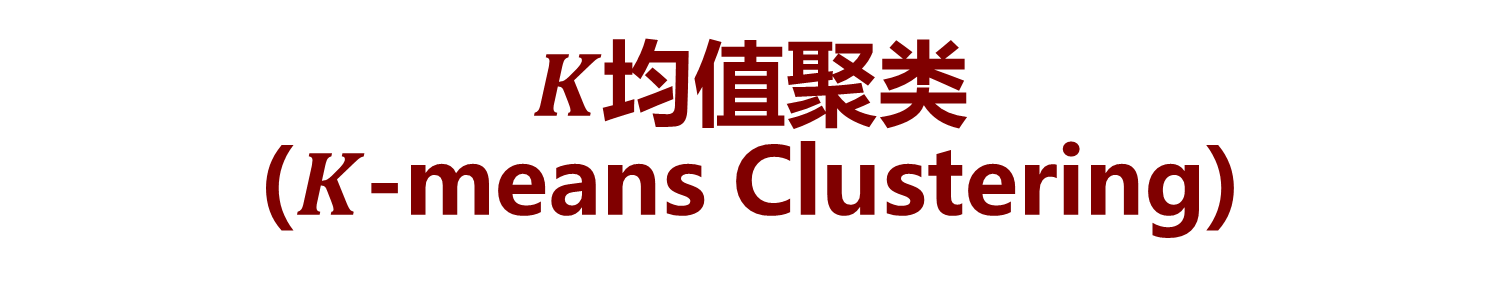 K均值聚类
(K-means Clustering)